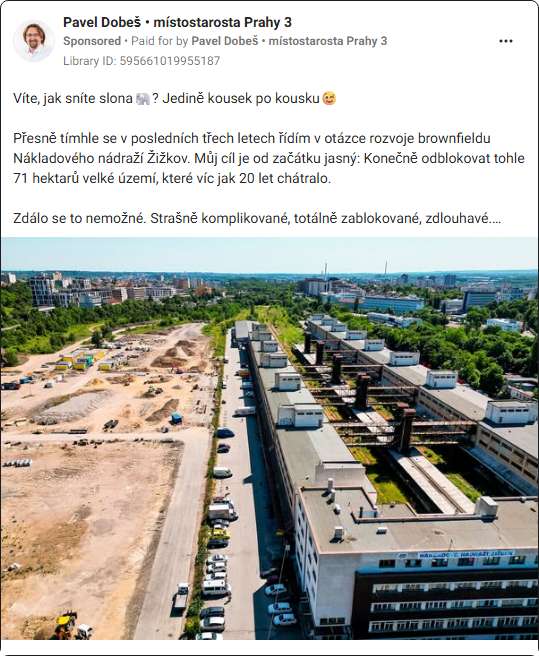 Pavel Dobeš • místostarosta Prahy 3
Sponsored • Paid for by Pavel Dobeš • místostarosta Prahy 3
Library ID: 595661019955187
Víte, jak sníte slona🐘? Jedině kousek po kousku😉
Přesně tímhle se v posledních třech letech řídím v otázce rozvoje brownfieldu
Nákladového nádraží Žižkov. Můj cíl je od začátku jasný: Konečně odblokovat tohle
71 hektarů velké území, které víc jak 20 let chátralo.
Zdálo se to nemožné. Strašně komplikované, totálně zablokované, zdlouhavé....
NÁKLADOVÉ NÁDRAŽÍ ŽIŽKOV